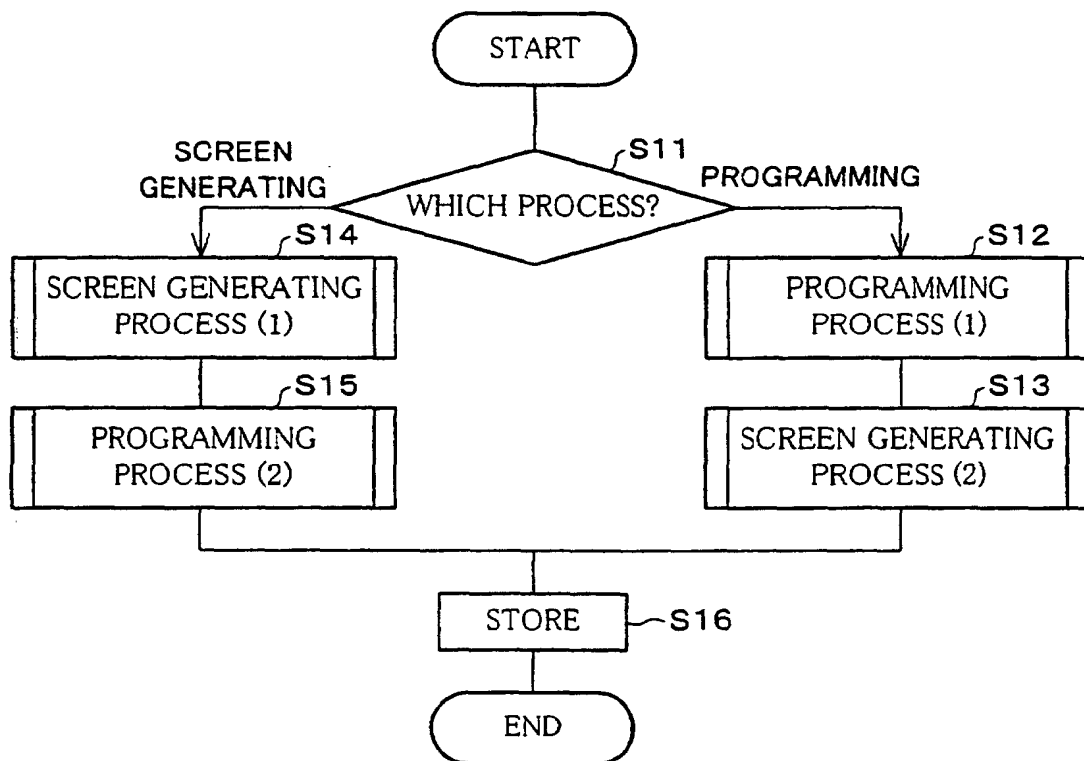 START
S11
SCREEN
GENERATING
WHICH PROCESS?
PROGRAMMING
S14
SCREEN GENERATING
PROCESS (1)
S12
PROGRAMMING
PROCESS (1)
S15
PROGRAMMING
PROCESS (2)
S13
SCREEN GENERATING
PROCESS (2)
STORE
S16
END